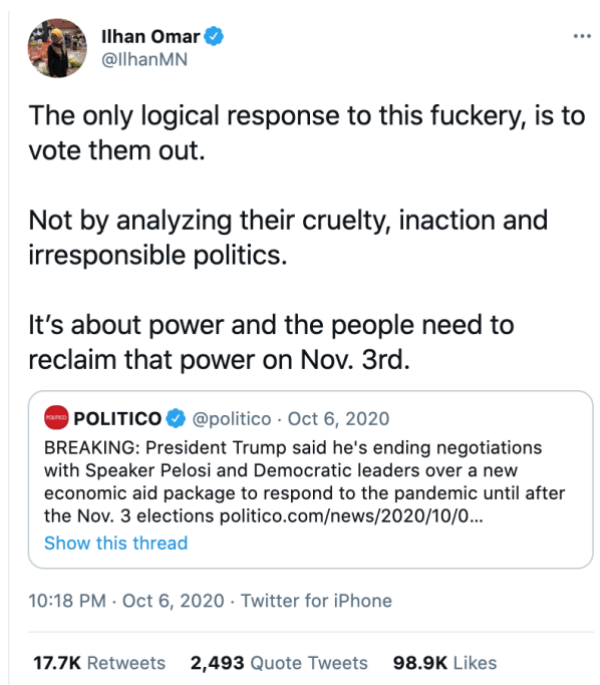 Ilhan Omar
@IlhanMN
The only logical response to this fuckery, is to
vote them out.
Not by analyzing their cruelty, inaction and
irresponsible politics.
It’s about power and the people need to
reclaim that power on Nov. 3rd.
POLITICO POLITICO @politico · Oct 6, 2020
BREAKING: President Trump said he's ending negotiations
with Speaker Pelosi and Democratic leaders over a new
economic aid package to respond to the pandemic until after
the Nov. 3 elections politico.com/news/2020/10/0...
Show this thread
10:18 PM · Oct 6, 2020 · Twitter for iPhone
17.7K Retweets 2,493 Quote Tweets 98.9K Likes